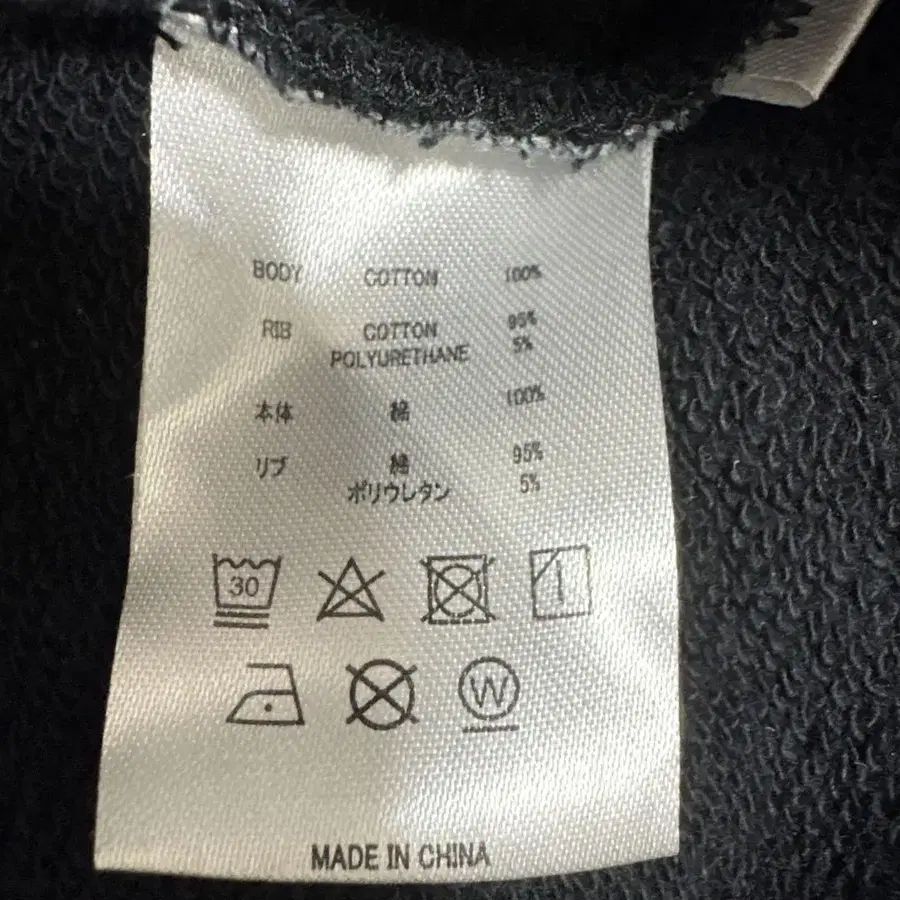 BODY COTTON 100%
RIB COTTON 95%
POLYURETHANE 5%
本体 綿 100%
リブ 綿 95%
ポリウレタン 5%
30
W
MADE IN CHINA